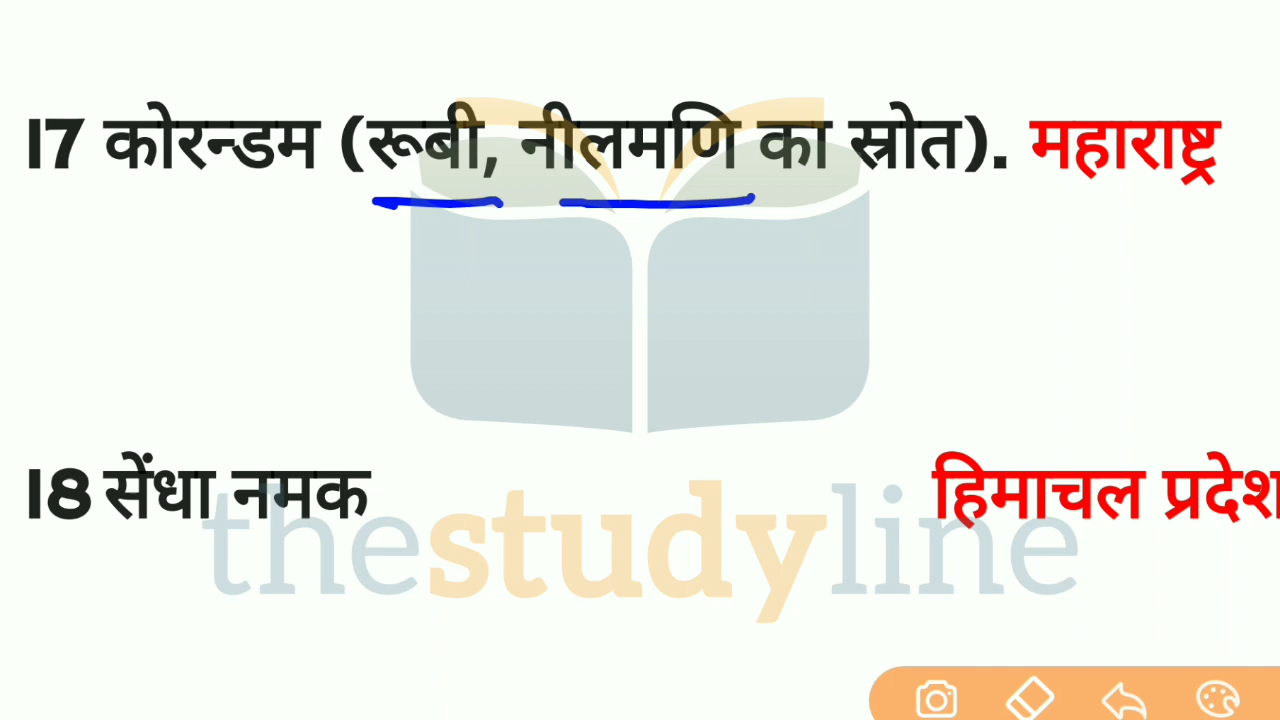 17 कोरन्डम (रूबी, नीलमणि का स्रोत). महाराष्ट्र
18 सेंधा नमक हिमाचल प्रदेश
thestudyline